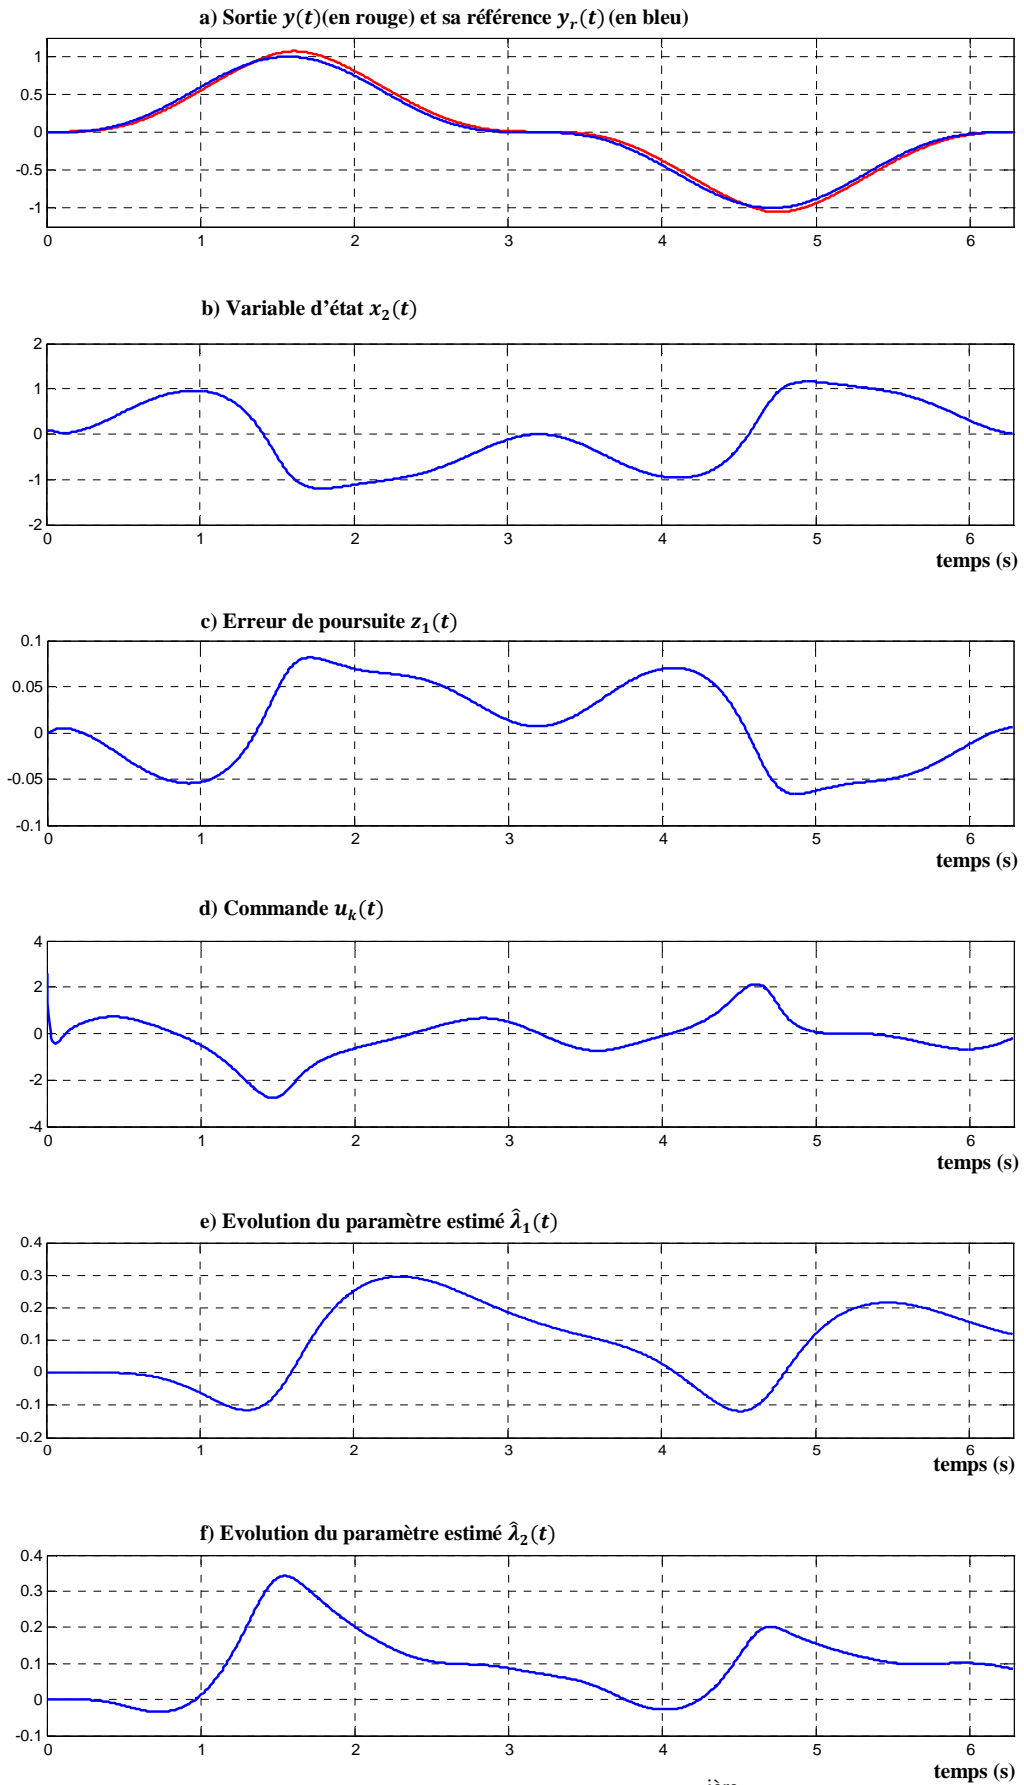 a) Sortie y(t)(en rouge) et sa référence y_r(t) (en bleu)
1
0.5
0
-0.5
-1
0 1 2 3 4 5 6
b) Variable d'état x_2(t)
2
1
0
-1
-2
0 1 2 3 4 5 6
temps (s)
c) Erreur de poursuite z_1(t)
0.1
0.05
0
-0.05
-0.1
0 1 2 3 4 5 6
temps (s)
d) Commande u_k(t)
4
2
0
-2
-4
0 1 2 3 4 5 6
temps (s)
e) Evolution du paramètre estimé λ̂_1(t)
0.4
0.3
0.2
0.1
0
-0.1
-0.2
0 1 2 3 4 5 6
temps (s)
f) Evolution du paramètre estimé λ̂_2(t)
0.4
0.3
0.2
0.1
0
-0.1
0 1 2 3 4 5 6
temps (s)